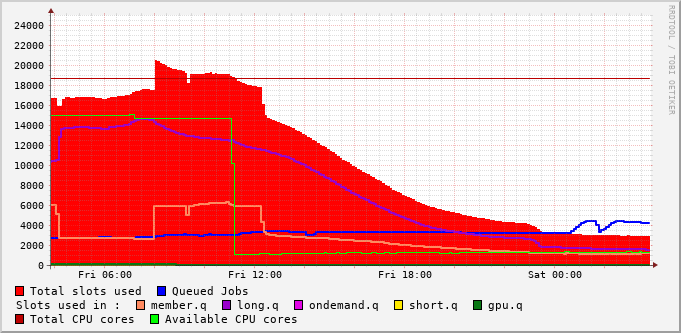 24000
22000
20000
18000
16000
14000
12000
10000
8000
6000
4000
2000
0
Fri 06:00 Fri 12:00 Fri 18:00 Sat 00:00
RRDTOOL / TOBI OETIKER
Total slots used Queued Jobs
Slots used in : member.q long.q ondemand.q short.q gpu.q
Total CPU cores Available CPU cores